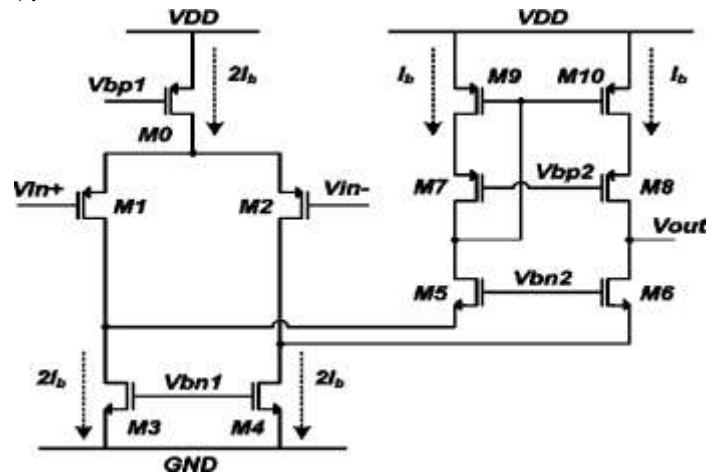 VDD
VDD
Vbp1
2Ib
Ib
M9
M10
Ib
M0
Vin+
M1
M2
Vin-
M7
Vbp2
M8
Vout
M5
Vbn2
M6
2Ib
Vbn1
2Ib
M3
M4
GND